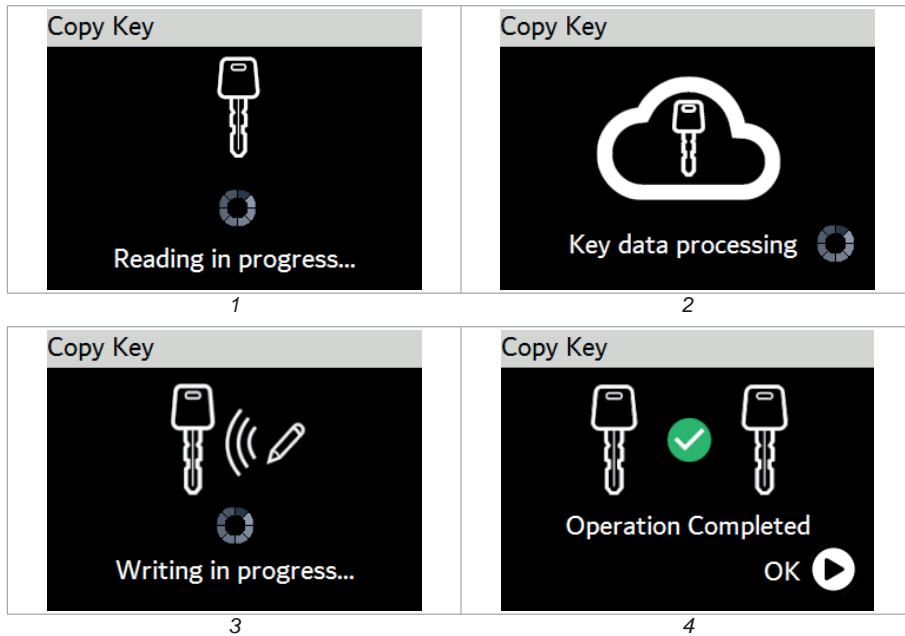 Copy Key
Reading in progress...
1
Copy Key
Key data processing
2
Copy Key
Writing in progress...
3
Copy Key
Operation Completed
OK
4